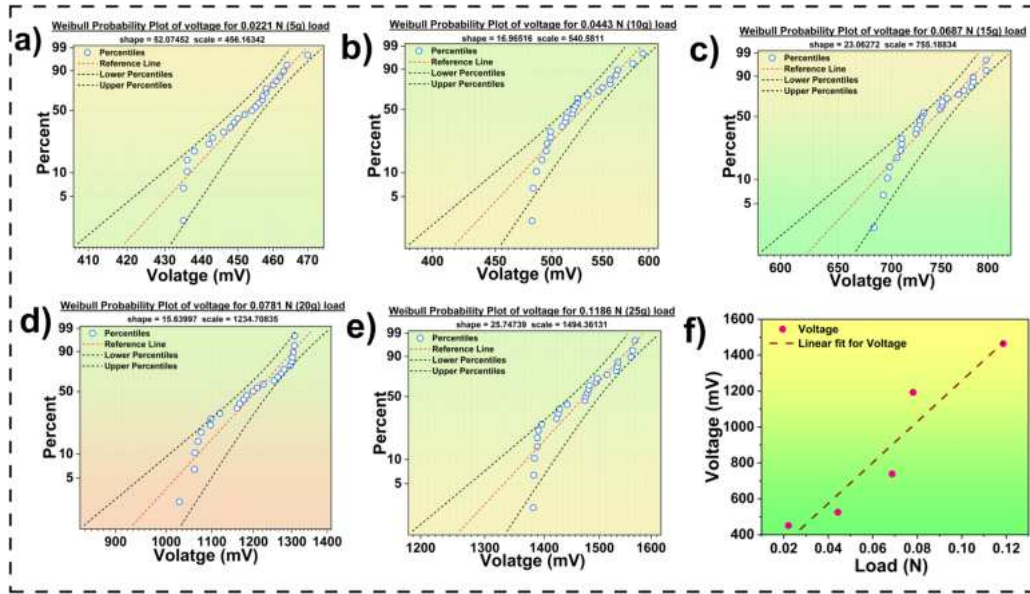 a)
Weibull Probability Plot of voltage for 0.0221 N (5g) load
shape = 52.07452 scale = 456.16342
Percentiles
Reference Line
Lower Percentiles
Upper Percentiles
Percent
99
90
50
10
5
410 420 430 440 450 460 470
Volatge (mV)
b)
Weibull Probability Plot of voltage for 0.0443 N (10g) load
shape = 16.96516 scale = 540.5811
Percentiles
Reference Line
Lower Percentiles
Upper Percentiles
Percent
99
90
50
10
5
400 450 500 550 600
Volatge (mV)
c)
Weibull Probability Plot of voltage for 0.0687 N (15g) load
shape = 23.06272 scale = 755.18834
Percentiles
Reference Line
Lower Percentiles
Upper Percentiles
Percent
99
90
50
10
5
600 650 700 750 800
Volatge (mV)
d)
Weibull Probability Plot of voltage for 0.0781 N (20g) load
shape = 15.63997 scale = 1234.70835
Percentiles
Reference Line
Lower Percentiles
Upper Percentiles
Percent
99
90
50
10
5
900 1000 1100 1200 1300 1400
Volatge (mV)
e)
Weibull Probability Plot of voltage for 0.1186 N (25g) load
shape = 25.74739 scale = 1494.36131
Percentiles
Reference Line
Lower Percentiles
Upper Percentiles
Percent
99
90
50
10
5
1200 1300 1400 1500 1600
Volatge (mV)
f)
Voltage
Linear fit for Voltage
Voltage (mV)
1600
1400
1200
1000
800
600
400
0.02 0.04 0.06 0.08 0.10 0.12
Load (N)